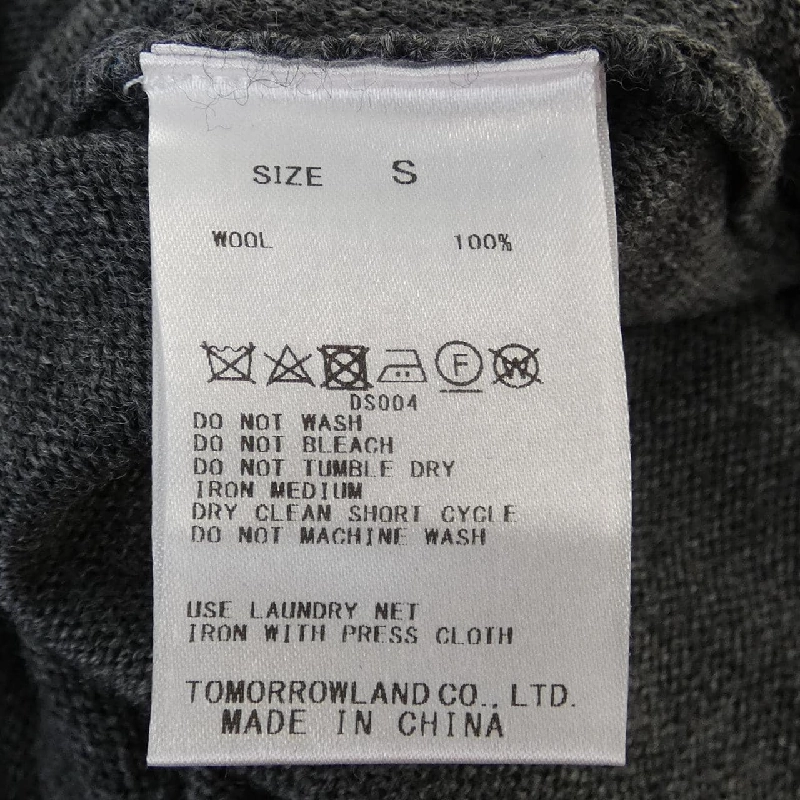 SIZE S
WOOL 100%
F W
DS004
DO NOT WASH
DO NOT BLEACH
DO NOT TUMBLE DRY
IRON MEDIUM
DRY CLEAN SHORT CYCLE
DO NOT MACHINE WASH
USE LAUNDRY NET
IRON WITH PRESS CLOTH
TOMORROWLAND CO., LTD.
MADE IN CHINA